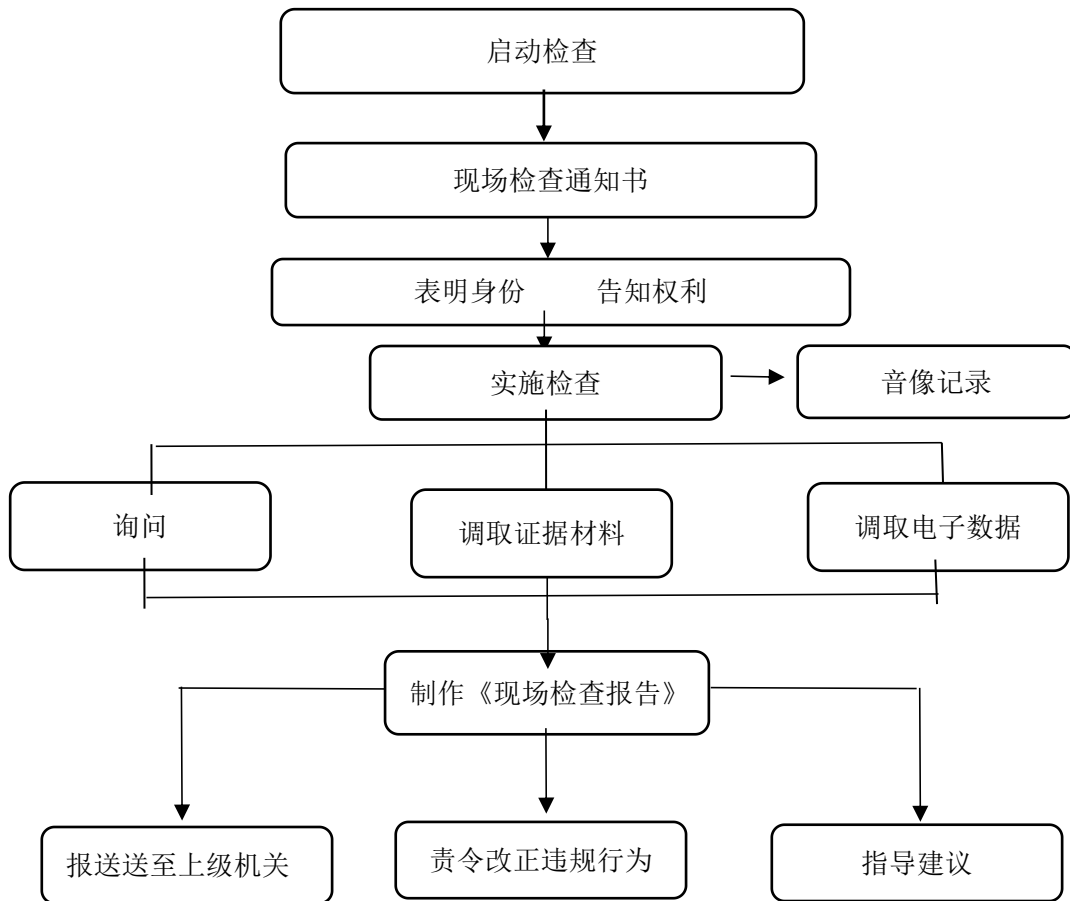 启动检查
现场检查通知书
表明身份 告知权利
实施检查
音像记录
询问
调取证据材料
调取电子数据
制作《现场检查报告》
报送送至上级机关
责令改正违规行为
指导建议